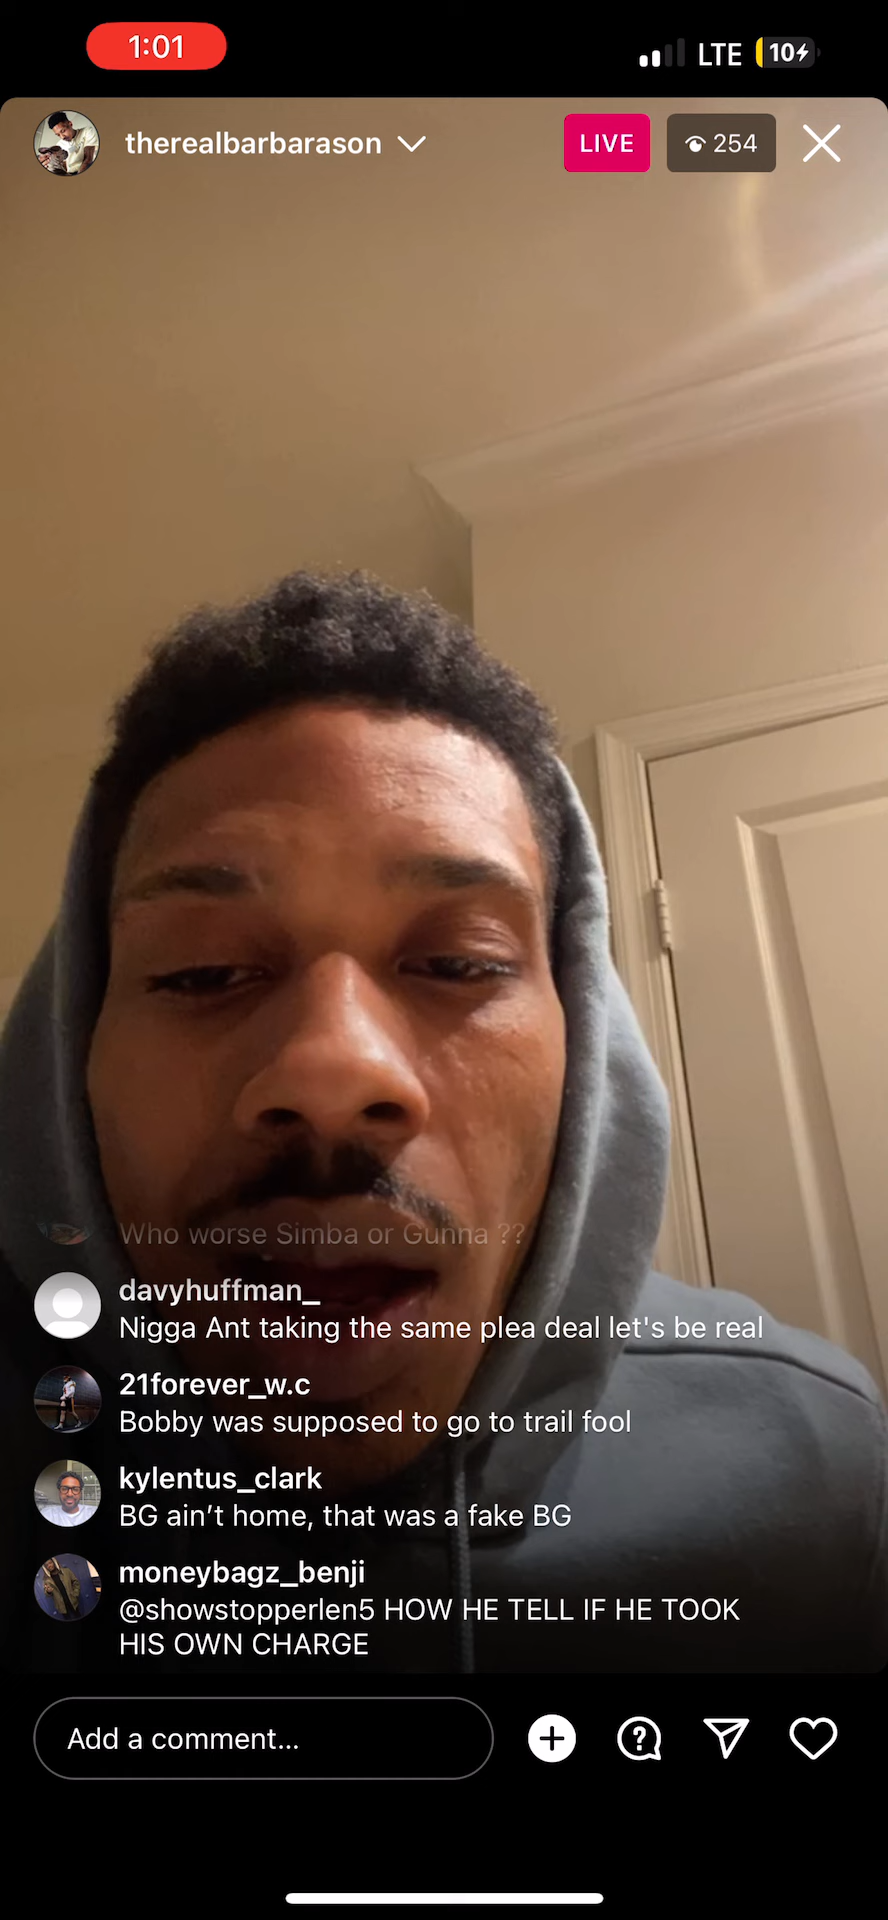 1:01
LTE
10
therealbarbarason
LIVE
254
Who worse Simba or Gunna ??
davyhuffman_
Nigga Ant taking the same plea deal let's be real
21forever_w.c
Bobby was supposed to go to trail fool
kylentus_clark
BG ain’t home, that was a fake BG
moneybagz_benji
@showstopperlen5 HOW HE TELL IF HE TOOK
HIS OWN CHARGE
Add a comment...